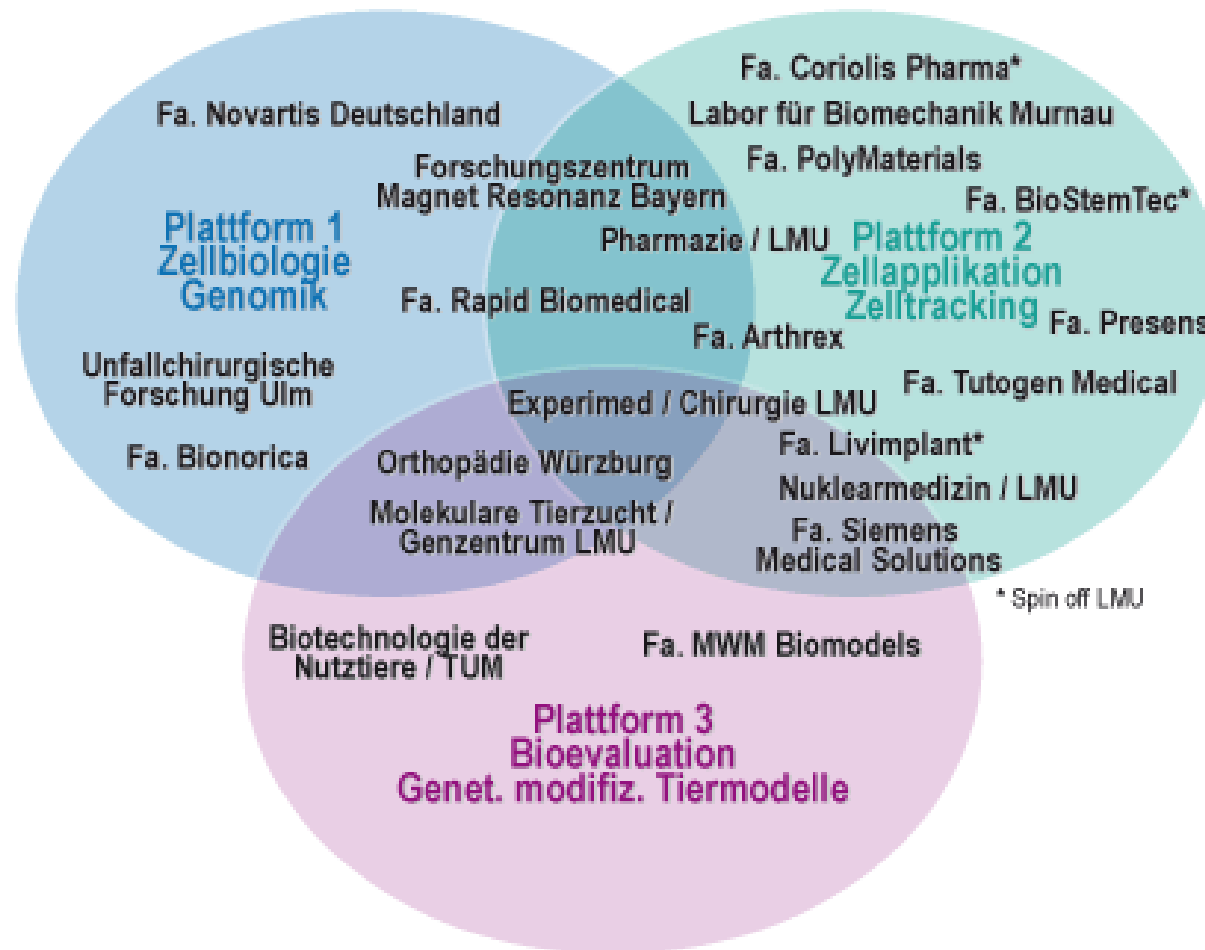 Fa. Coriolis Pharma*
Fa. Novartis Deutschland
Labor für Biomechanik Murnau
Forschungszentrum
Magnet Resonanz Bayern
Fa. PolyMaterials
Fa. BioStemTec*
Plattform 1
Zellbiologie
Genomik
Pharmazie / LMU
Plattform 2
Zellapplikation
Zelltracking
Fa. Rapid Biomedical
Fa. Presens
Fa. Arthrex
Unfallchirurgische
Forschung Ulm
Fa. Tutogen Medical
Experimed / Chirurgie LMU
Fa. Bionorica
Orthopädie Würzburg
Fa. Livimplant*
Nuklearmedizin / LMU
Molekulare Tierzucht /
Genzentrum LMU
Fa. Siemens
Medical Solutions
* Spin off LMU
Biotechnologie der
Nutztiere / TUM
Fa. MWM Biomodels
Plattform 3
Bioevaluation
Genet. modifiz. Tiermodelle